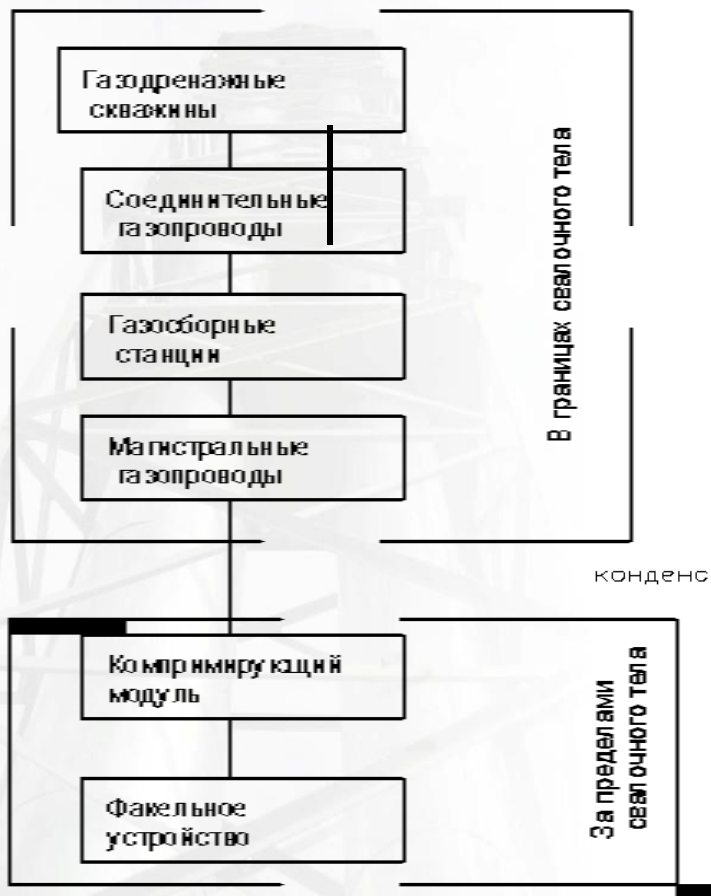 Газодренажные
скважины
Соединительные
газопроводы
Газосборные
станции
Магистральные
газопроводы
В границах свалочного тела
конденс
Компримирующий
модуль
Факельное
устройство
За пределами
свалочного тела